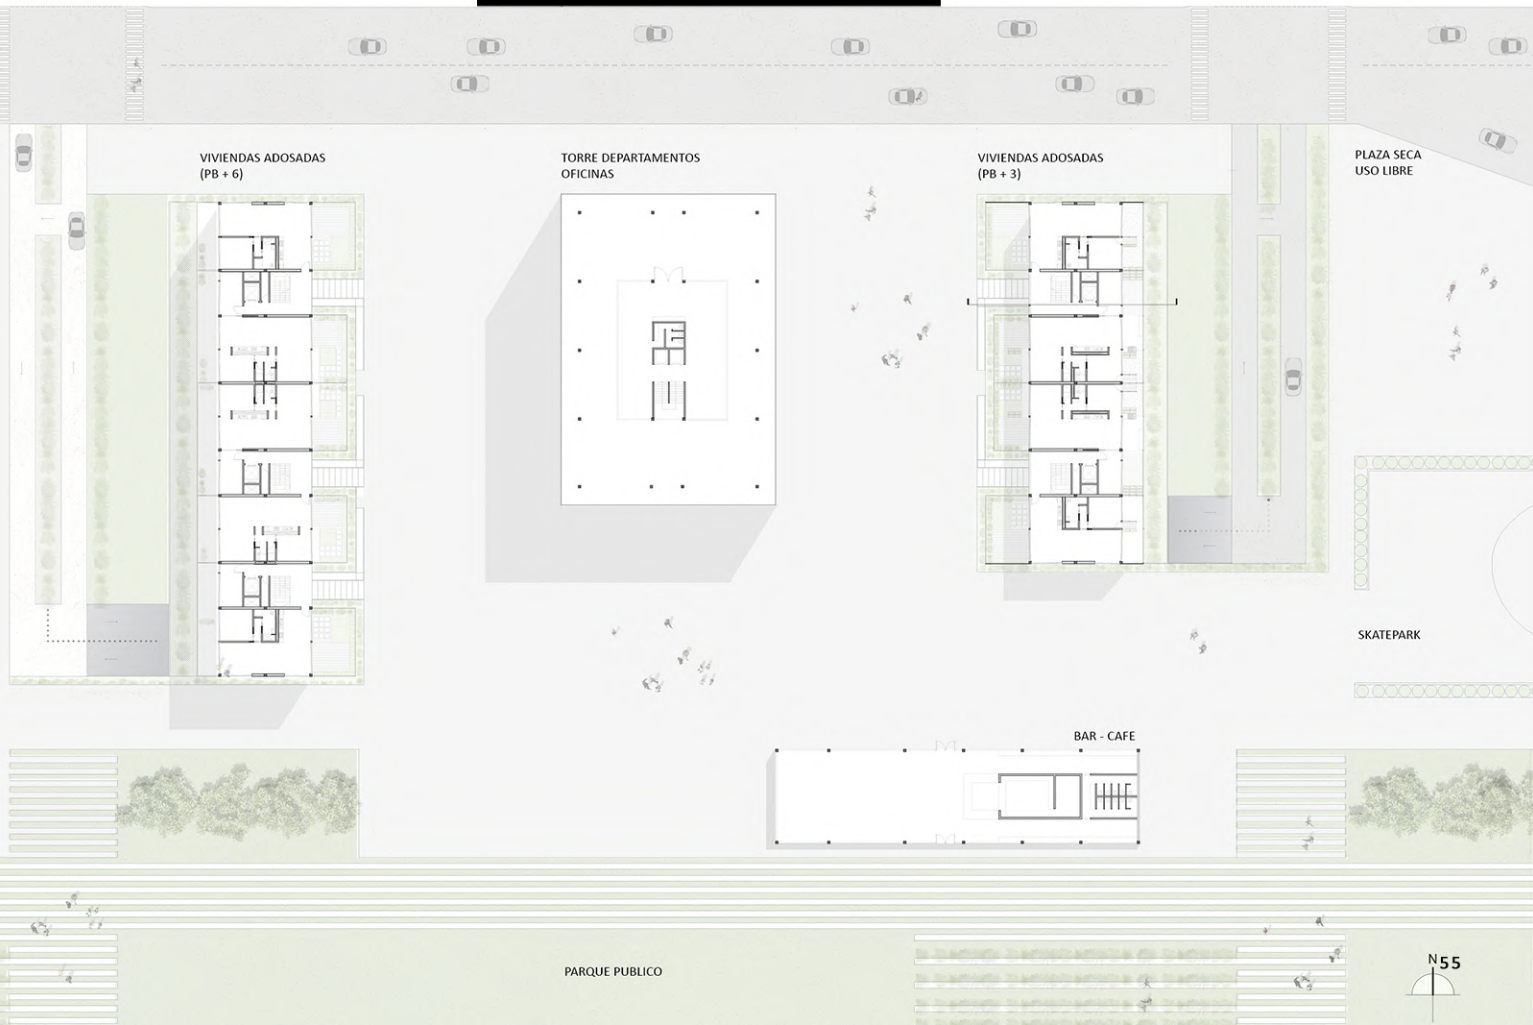 VIVIENDAS ADOSADAS
(PB + 6)
TORRE DEPARTAMENTOS
OFICINAS
VIVIENDAS ADOSADAS
(PB + 3)
PLAZA SECA
USO LIBRE
SKATEPARK
BAR - CAFE
PARQUE PUBLICO
N 55